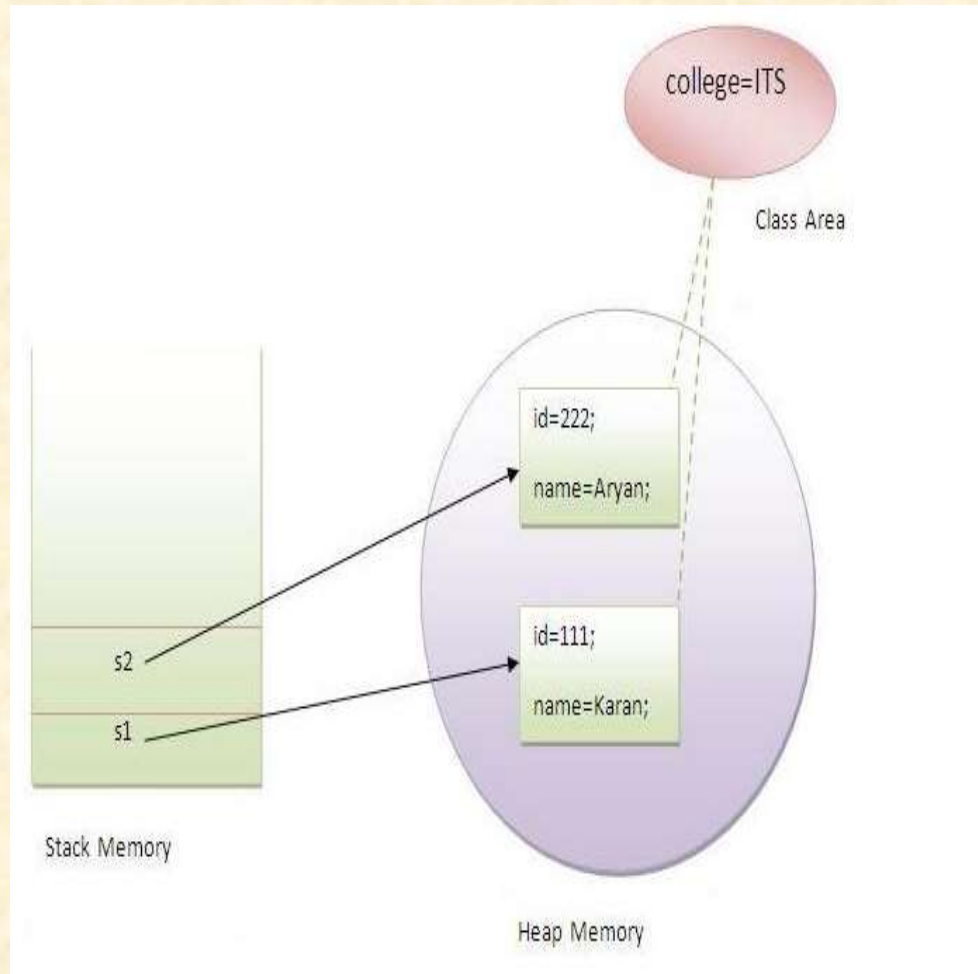 college=ITS
Class Area
id=222;
name=Aryan;
s2
id=111;
name=Karan;
s1
Stack Memory
Heap Memory